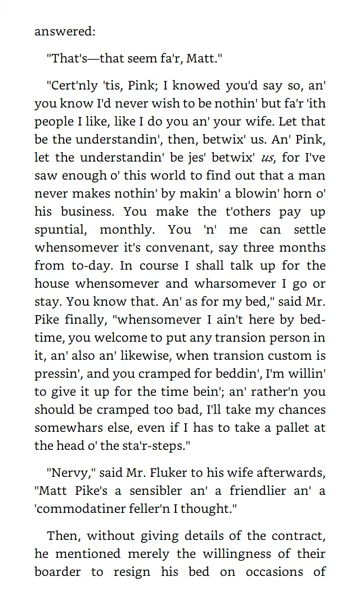 answered:
"That's—that seem fa'r, Matt."
"Cert'nly 'tis, Pink; I knowed you'd say so, an'
you know I'd never wish to be nothin' but fa'r 'ith
people I like, like I do you an' your wife. Let that
be the understandin', then, betwix' us. An' Pink,
let the understandin' be jes' betwix' us, for I've
saw enough o' this world to find out that a man
never makes nothin' by makin' a blowin' horn o'
his business. You make the t'others pay up
spuntial, monthly. You 'n' me can settle
whensomever it's convenant, say three months
from to-day. In course I shall talk up for the
house whensomever and wharsomever I go or
stay. You know that. An' as for my bed," said Mr.
Pike finally, "whensomever I ain't here by bed-
time, you welcome to put any transion person in
it, an' also an' likewise, when transion custom is
pressin', and you cramped for beddin', I'm willin'
to give it up for the time bein'; an' rather'n you
should be cramped too bad, I'll take my chances
somewhars else, even if I has to take a pallet at
the head o' the sta'r-steps."
"Nervy," said Mr. Fluker to his wife afterwards,
"Matt Pike's a sensibler an' a friendlier an' a
'commodatiner feller'n I thought."
Then, without giving details of the contract,
he mentioned merely the willingness of their
boarder to resign his bed on occasions of